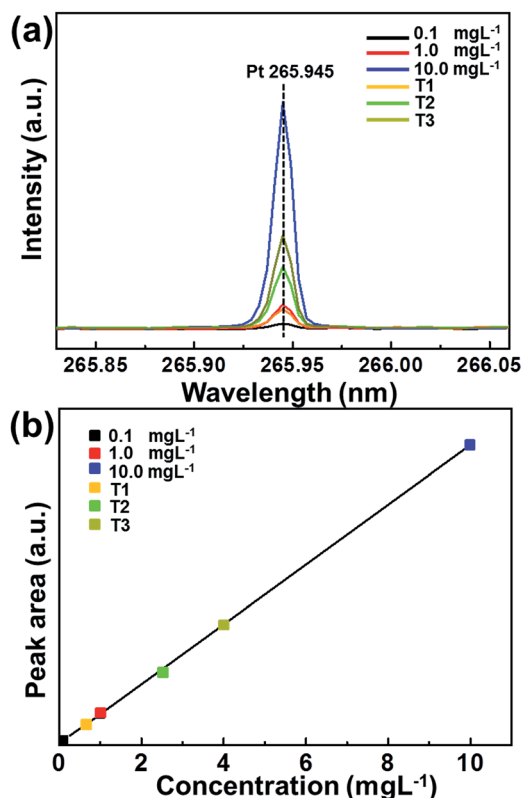 (a)
0.1 mgL⁻¹
1.0 mgL⁻¹
10.0 mgL⁻¹
T1
T2
T3
Pt 265.945
Intensity (a.u.)
265.85 265.90 265.95 266.00 266.05
Wavelength (nm)
(b)
0.1 mgL⁻¹
1.0 mgL⁻¹
10.0 mgL⁻¹
T1
T2
T3
Peak area (a.u.)
0 2 4 6 8 10
Concentration (mgL⁻¹)